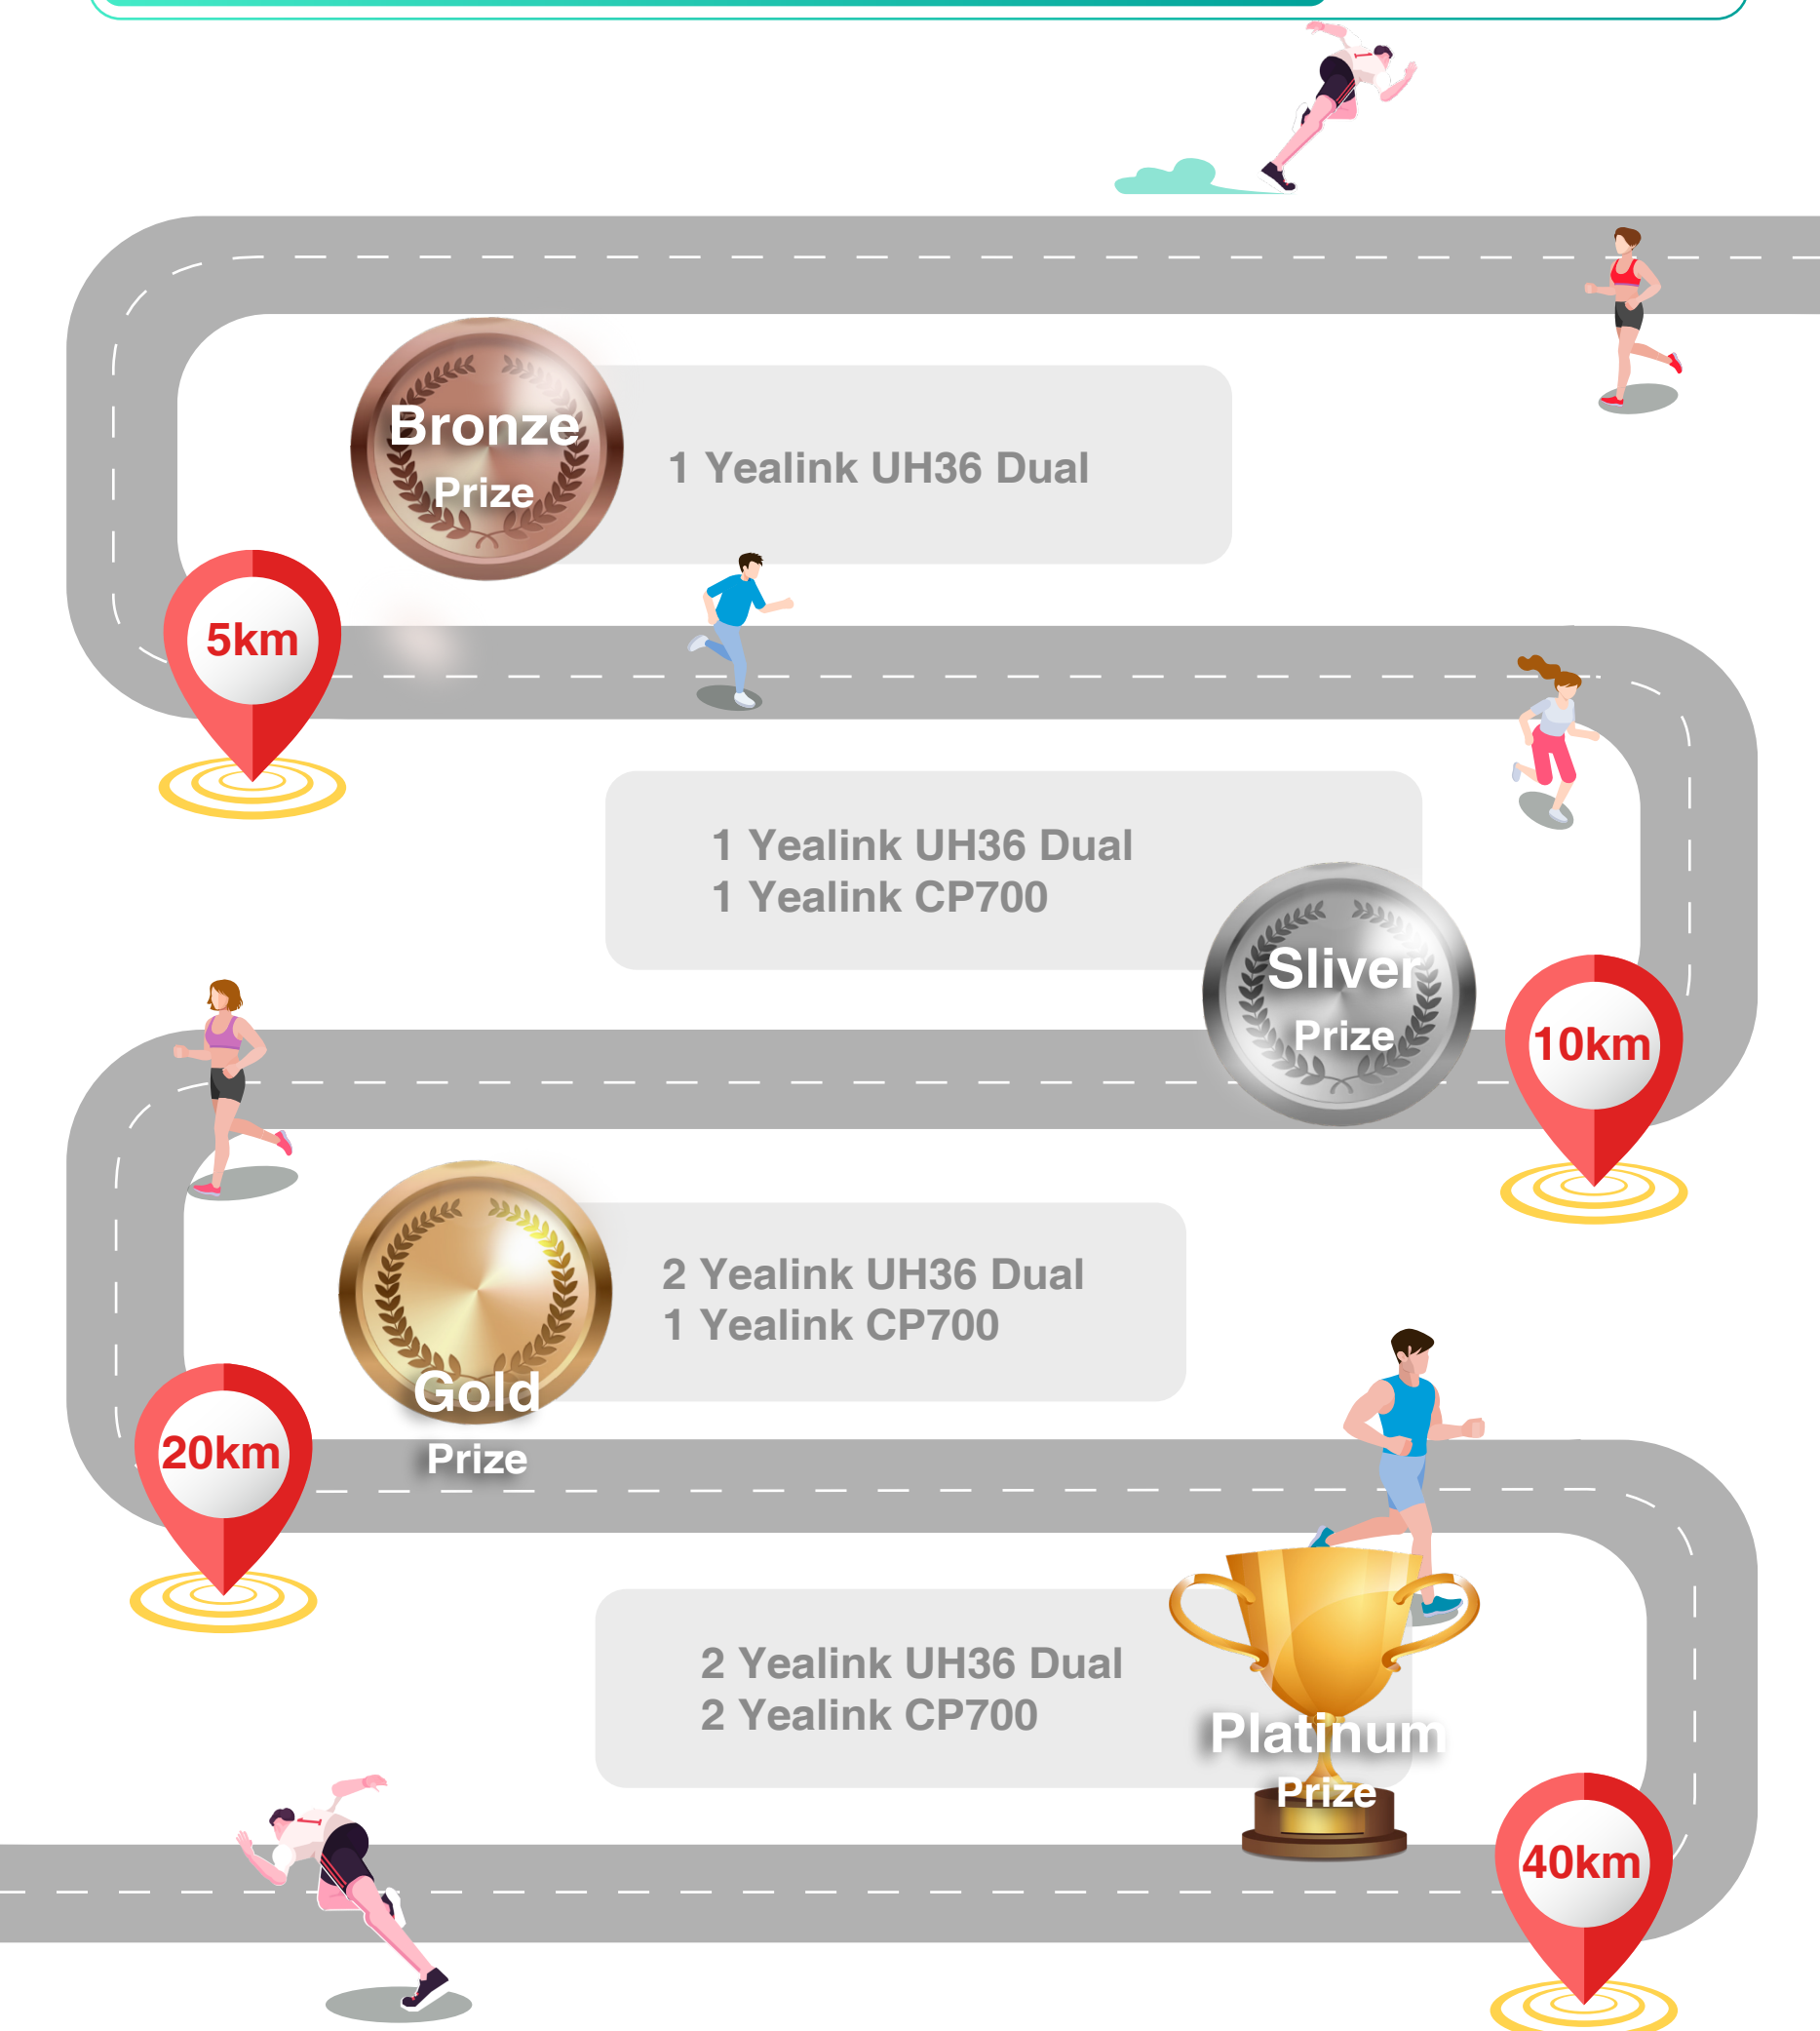 Bronze
Prize
1 Yealink UH36 Dual
5km
1 Yealink UH36 Dual
1 Yealink CP700
Sliver
Prize
10km
2 Yealink UH36 Dual
1 Yealink CP700
Gold
Prize
20km
2 Yealink UH36 Dual
2 Yealink CP700
Platinum
Prize
40km